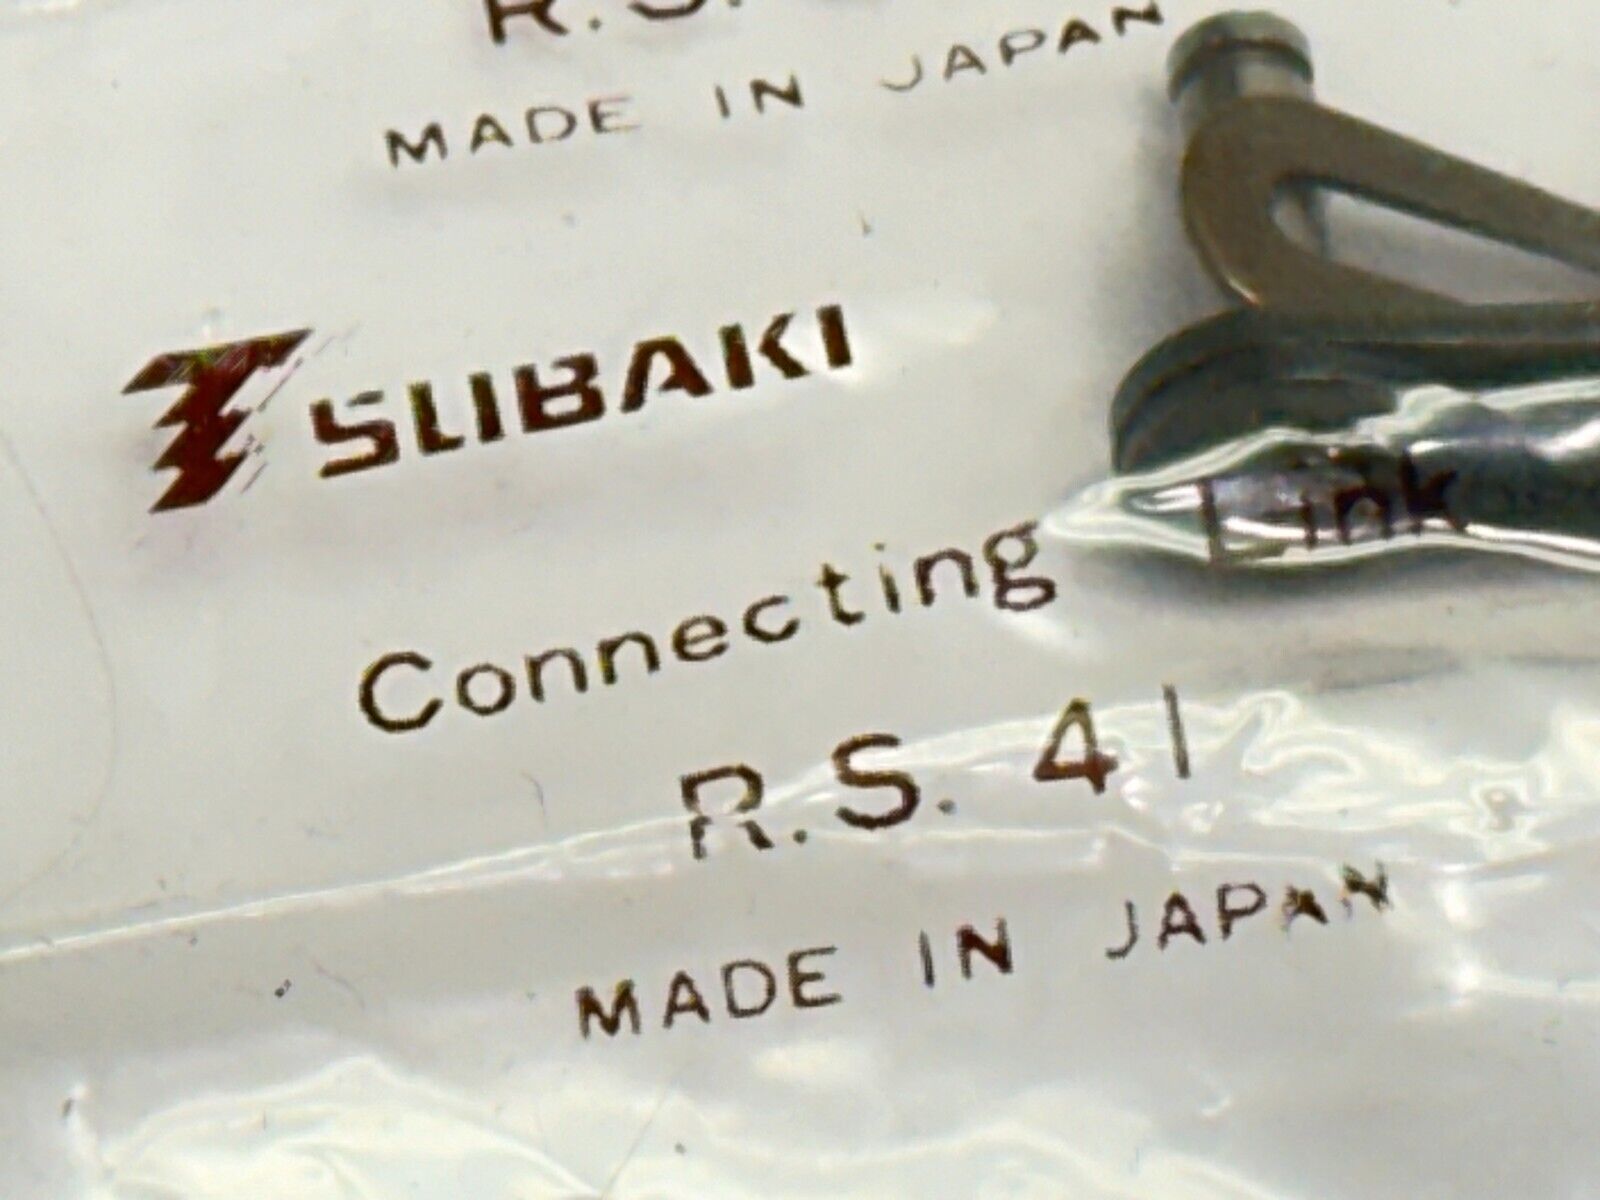 R.S.
MADE IN JAPAN
TSUBAKI
Connecting Link
R.S. 41
MADE IN JAPAN